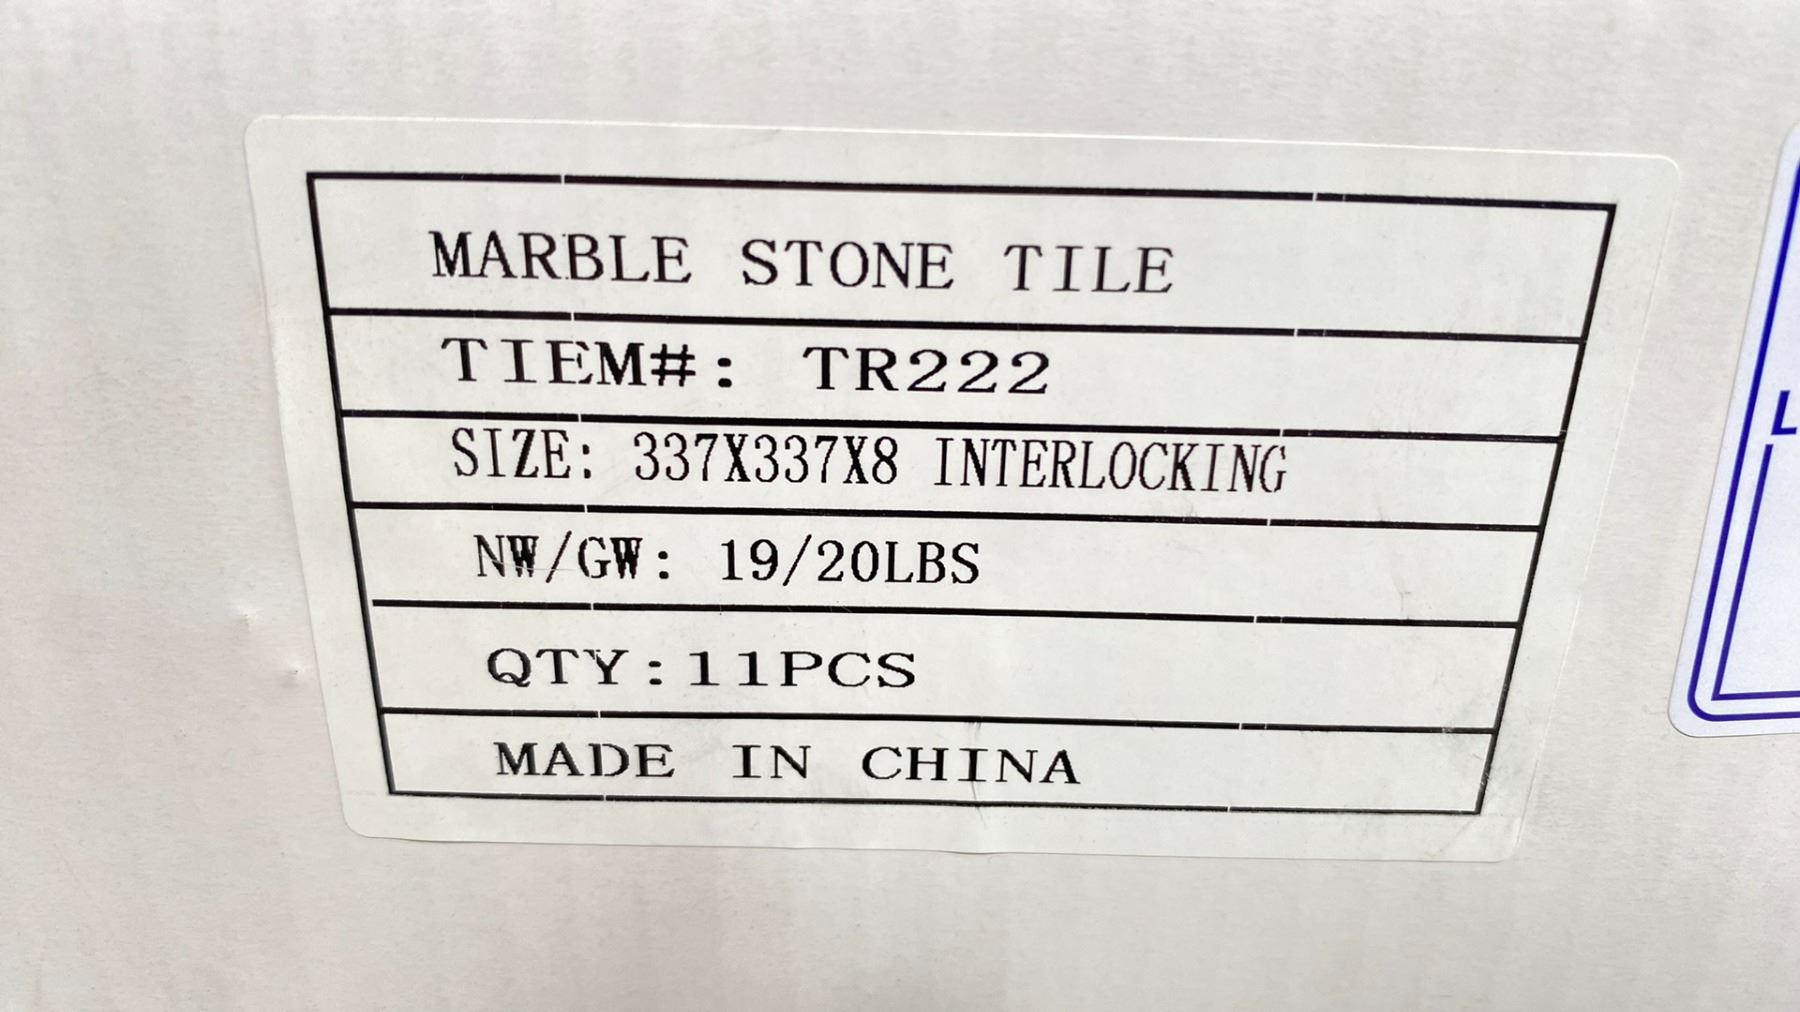 MARBLE STONE TILE
TIEM#: TR222
SIZE: 337X337X8 INTERLOCKING
NW/GW: 19/20LBS
QTY:11PCS
MADE IN CHINA
L